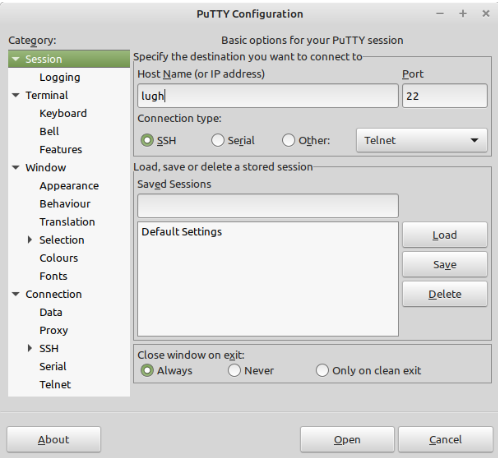 PuTTY Configuration
Category:
Session
Logging
Terminal
Keyboard
Bell
Features
Window
Appearance
Behaviour
Translation
Selection
Colours
Fonts
Connection
Data
Proxy
SSH
Serial
Telnet
Basic options for your PuTTY session
Specify the destination you want to connect to
Host Name (or IP address) Port
lugh 22
Connection type:
SSH Serial Other: Telnet
Load, save or delete a stored session
Saved Sessions
Default Settings
Load
Save
Delete
Close window on exit:
Always Never Only on clean exit
About Open Cancel